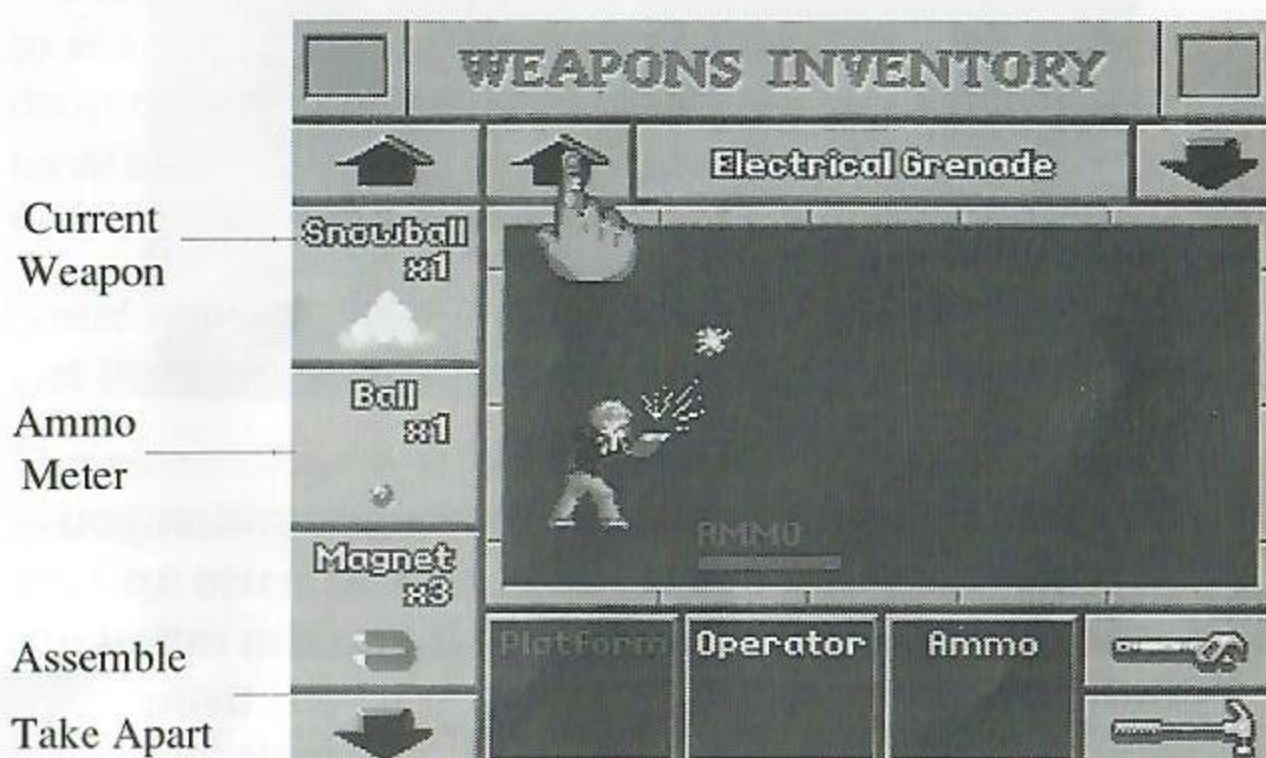 WEAPONS INVENTORY
Electrical Grenade
Current
Weapon
Snowball
x1
Ammo
Meter
Ball
x1
Magnet
x3
AMMO
Assemble
Take Apart
Platform
Operator
Ammo